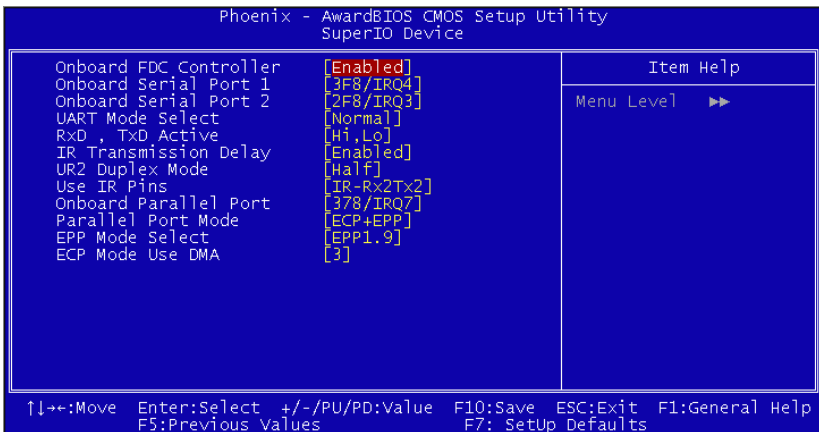 Phoenix - AwardBIOS CMOS Setup Utility
SuperIO Device
Onboard FDC Controller [Enabled]
Onboard Serial Port 1 [3F8/IRQ4]
Onboard Serial Port 2 [2F8/IRQ3]
UART Mode Select [Normal]
RxD , TxD Active [Hi,Lo]
IR Transmission Delay [Enabled]
UR2 Duplex Mode [Half]
Use IR Pins [IR-Rx2Tx2]
Onboard Parallel Port [378/IRQ7]
Parallel Port Mode [ECP+EPP]
EPP Mode Select [EPP1.9]
ECP Mode Use DMA [3]
Item Help
Menu Level ►►
↑↓→←:Move Enter:Select +/-/PU/PD:Value F10:Save ESC:Exit F1:General Help
F5:Previous Values F7: SetUp Defaults